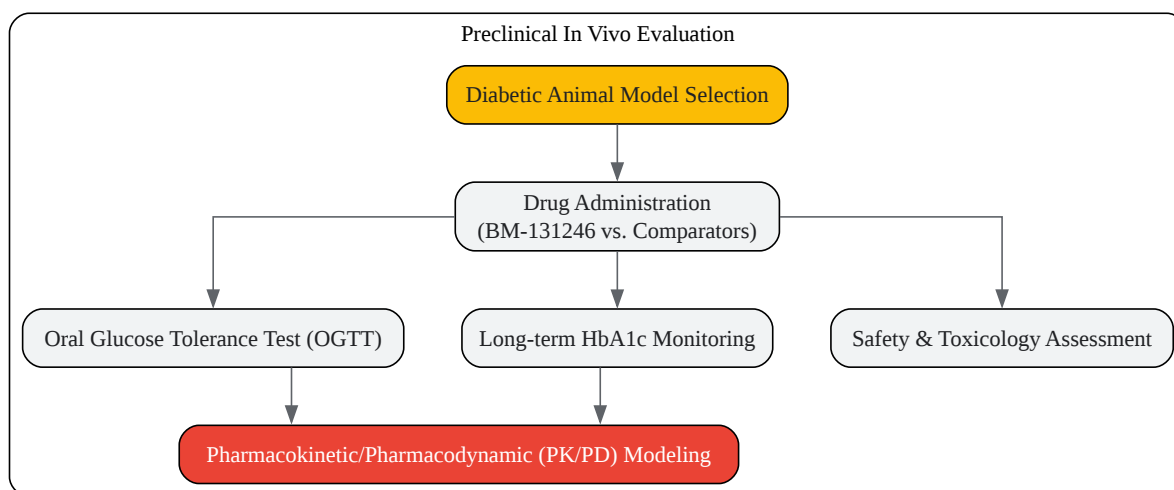 Preclinical In Vivo Evaluation
Diabetic Animal Model Selection
Drug Administration
(BM-131246 vs. Comparators)
Oral Glucose Tolerance Test (OGTT)
Long-term HbA1c Monitoring
Safety & Toxicology Assessment
Pharmacokinetic/Pharmacodynamic (PK/PD) Modeling